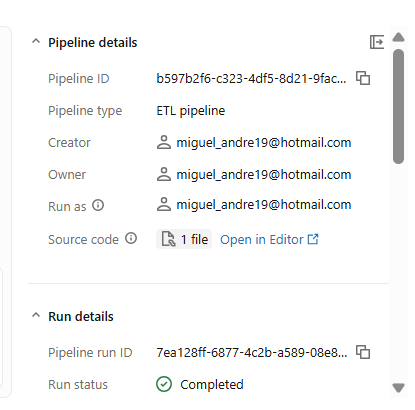 Pipeline details
Pipeline ID b597b2f6-c323-4df5-8d21-9fac...
Pipeline type ETL pipeline
Creator miguel_andre19@hotmail.com
Owner miguel_andre19@hotmail.com
Run as miguel_andre19@hotmail.com
Source code 1 file Open in Editor
Run details
Pipeline run ID 7ea128ff-6877-4c2b-a589-08e8...
Run status Completed